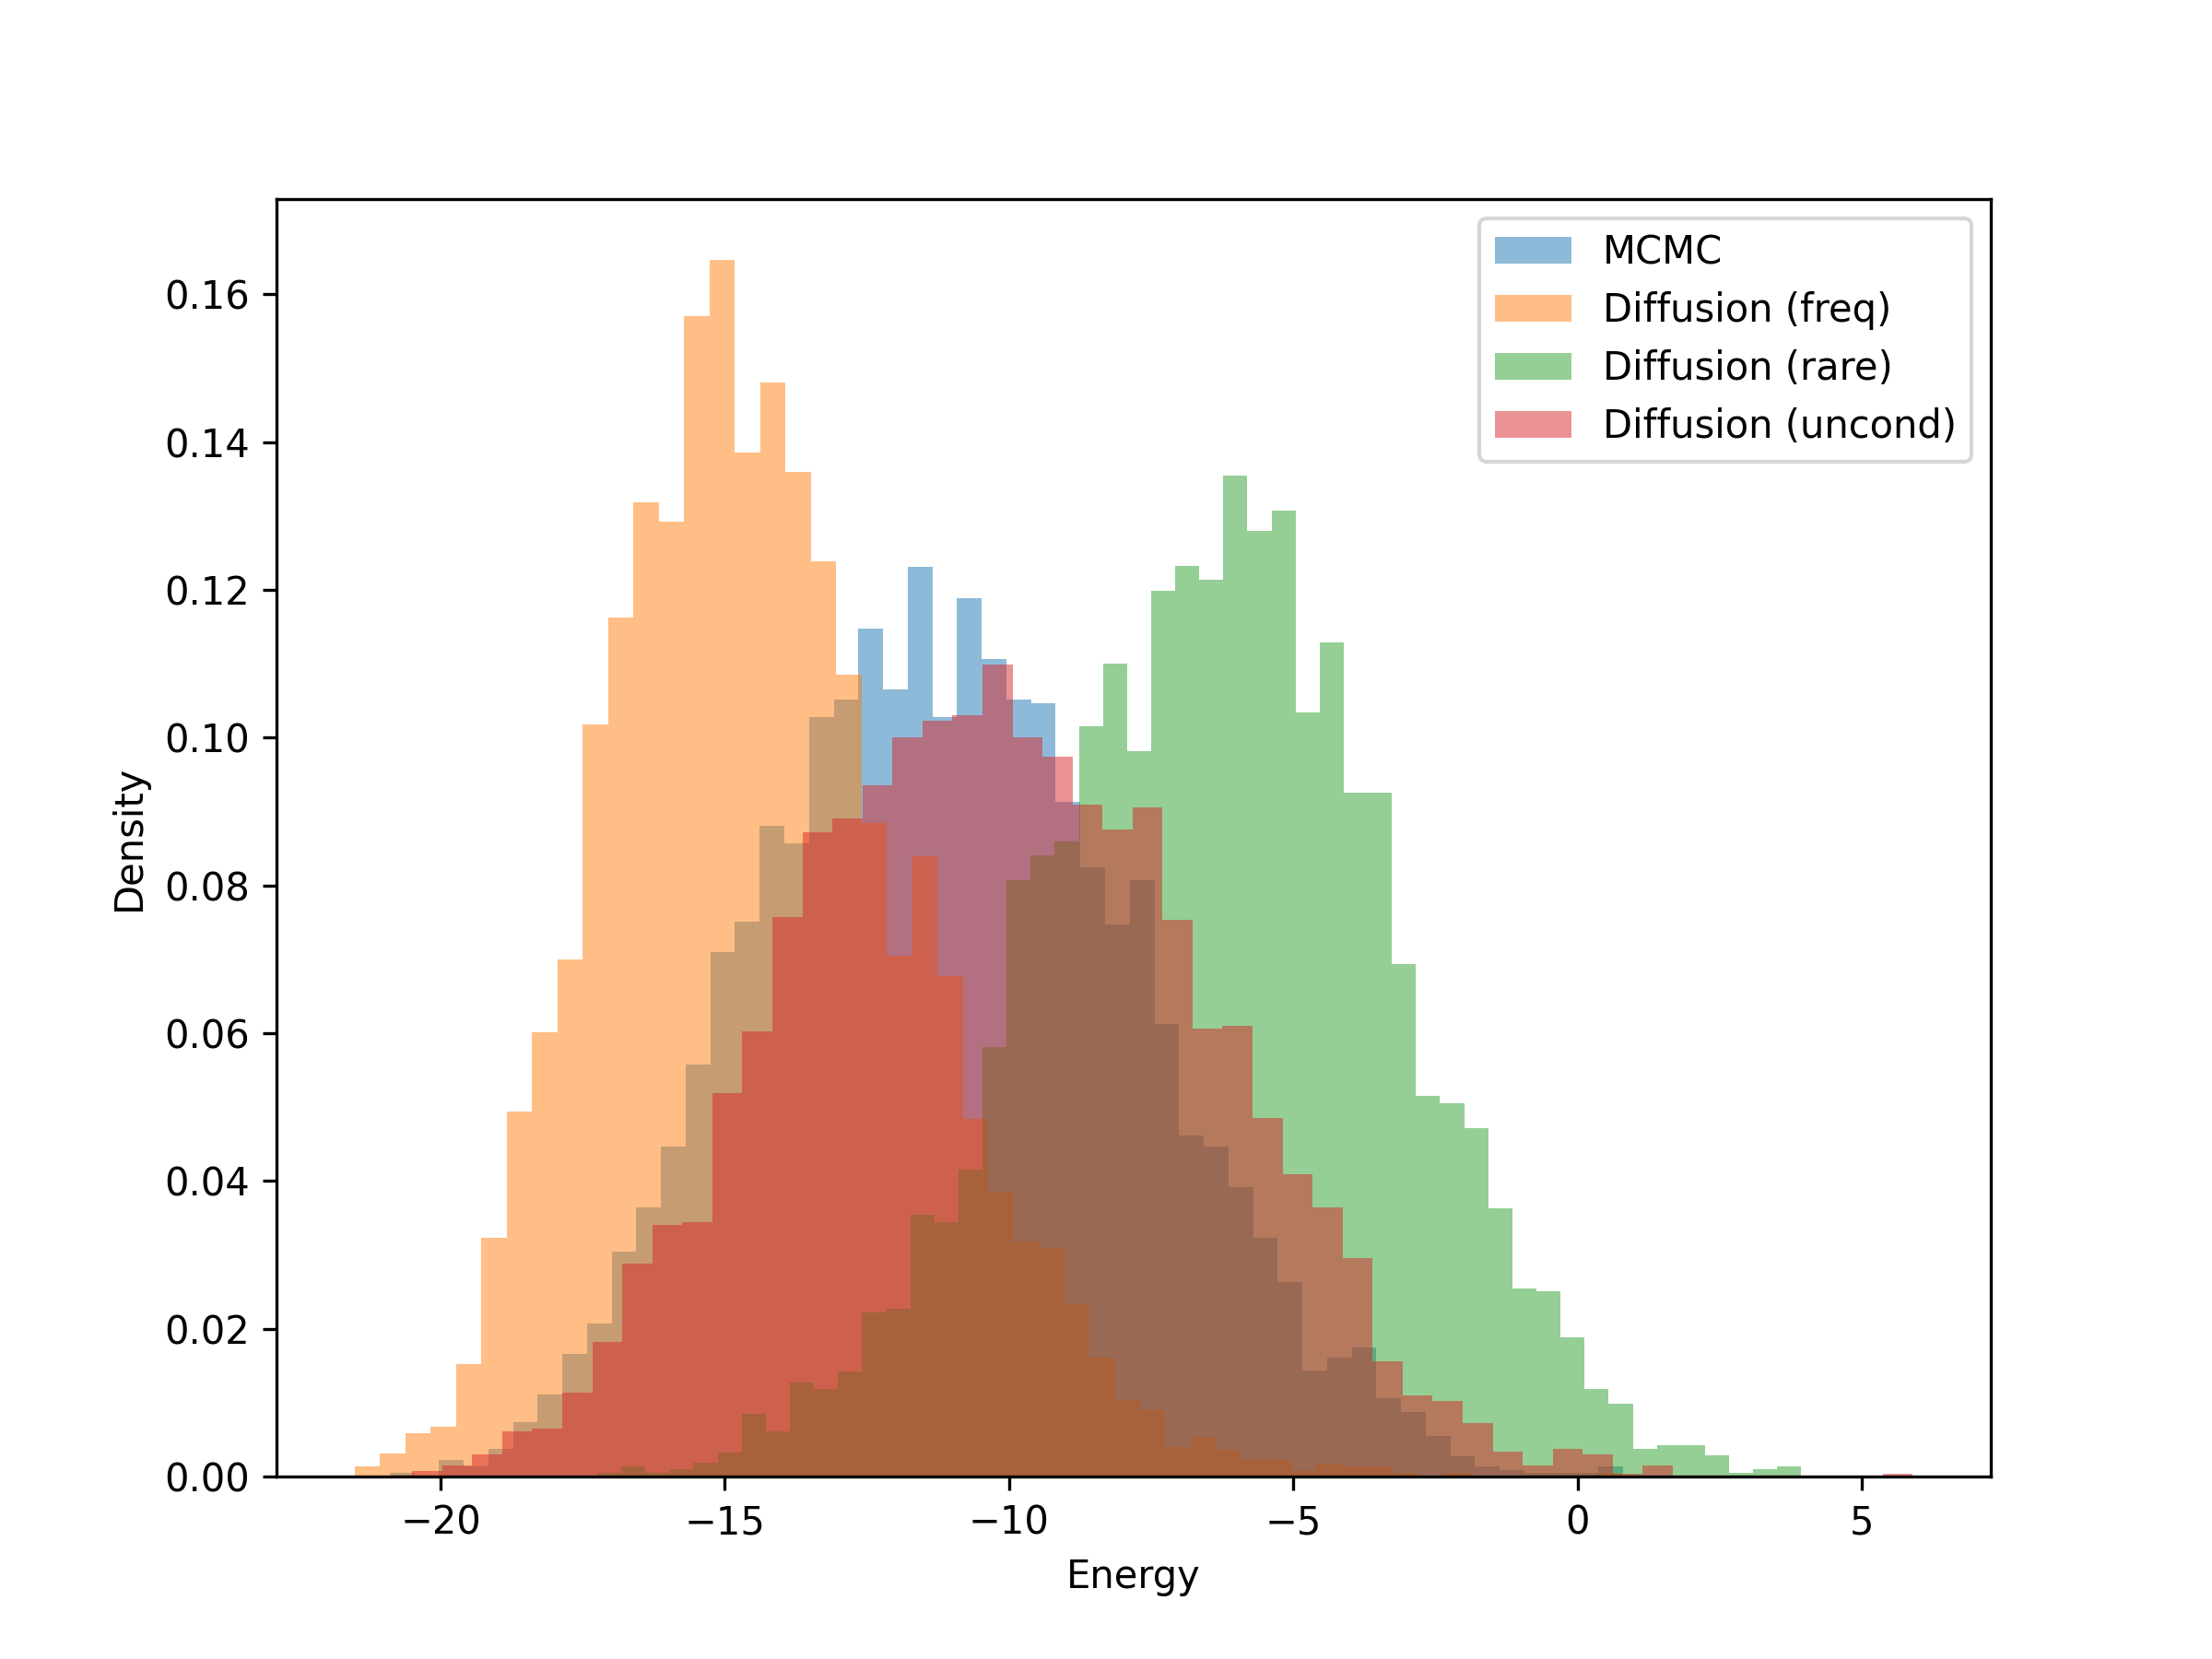 MCMC
Diffusion (freq)
Diffusion (rare)
Diffusion (uncond)
0.16
0.14
0.12
0.10
0.08
0.06
0.04
0.02
0.00
Density
−20 −15 −10 −5 0 5
Energy